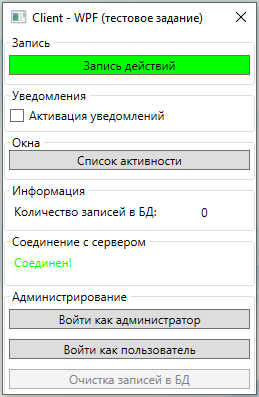 Client - WPF (тестовое задание)
Запись
Запись действий
Уведомления
Активация уведомлений
Окна
Список активности
Информация
Количество записей в БД: 0
Соединение с сервером
Соединен!
Администрирование
Войти как администратор
Войти как пользователь
Очистка записей в БД